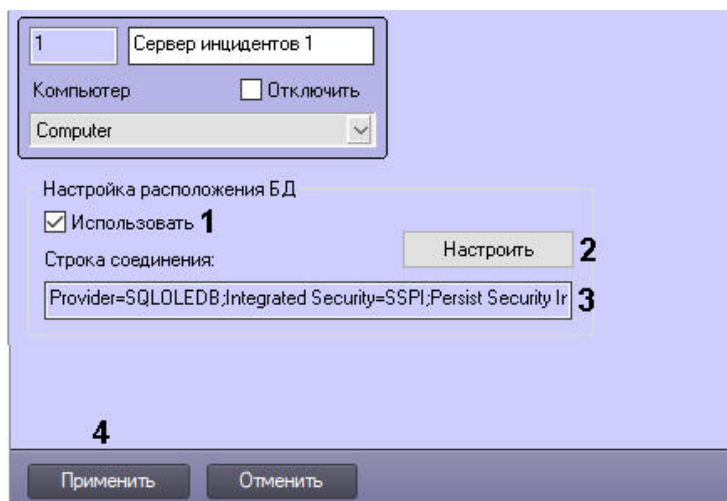 1 Сервер инцидентов 1
Компьютер Отключить
Computer
Настройка расположения БД
Использовать 1
Настроить 2
Строка соединения:
Provider=SQLOLEDB;Integrated Security=SSPI;Persist Security Ir 3
4
Применить Отменить